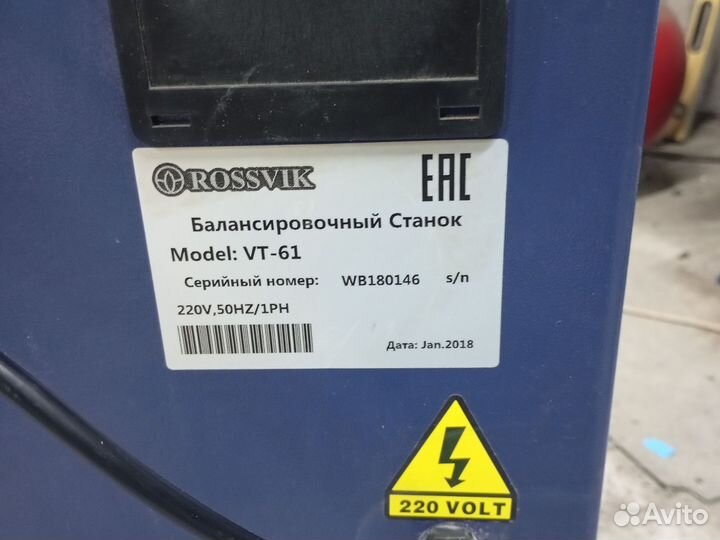 ROSSVIK
EAC
Балансировочный Станок
Model: VT-61
Серийный номер: WB180146 s/n
220V,50HZ/1PH
Дата: Jan.2018
220 VOLT
Avito